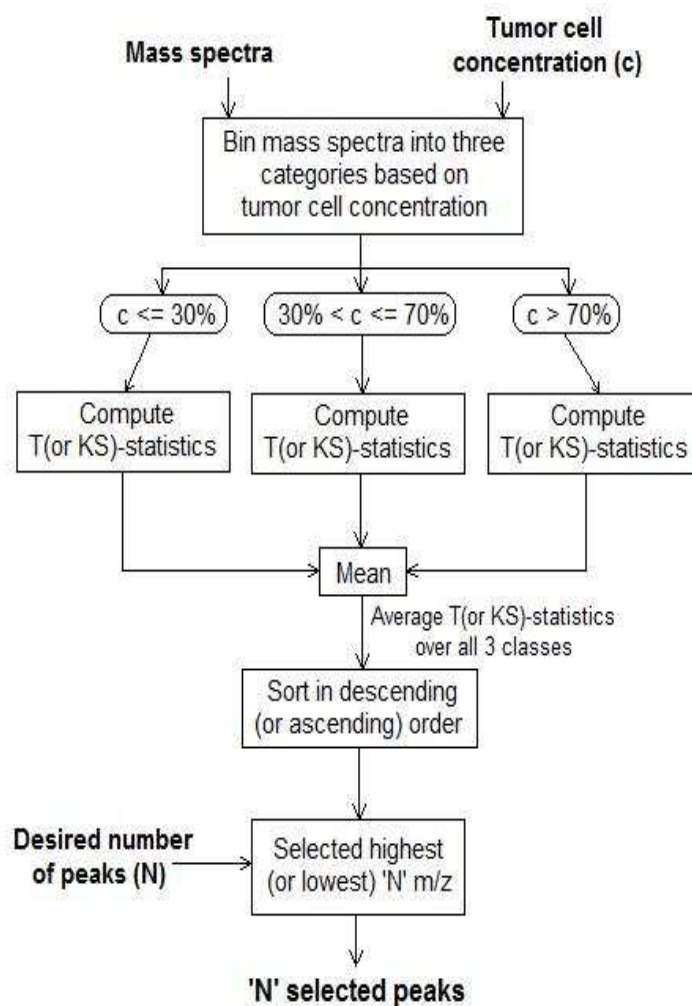 Mass spectra
Tumor cell
concentration (c)
Bin mass spectra into three
categories based on
tumor cell concentration
c <= 30%
30% < c <= 70%
c > 70%
Compute
T(or KS)-statistics
Compute
T(or KS)-statistics
Compute
T(or KS)-statistics
Mean
Average T(or KS)-statistics
over all 3 classes
Sort in descending
(or ascending) order
Desired number
of peaks (N)
Selected highest
(or lowest) 'N' m/z
'N' selected peaks